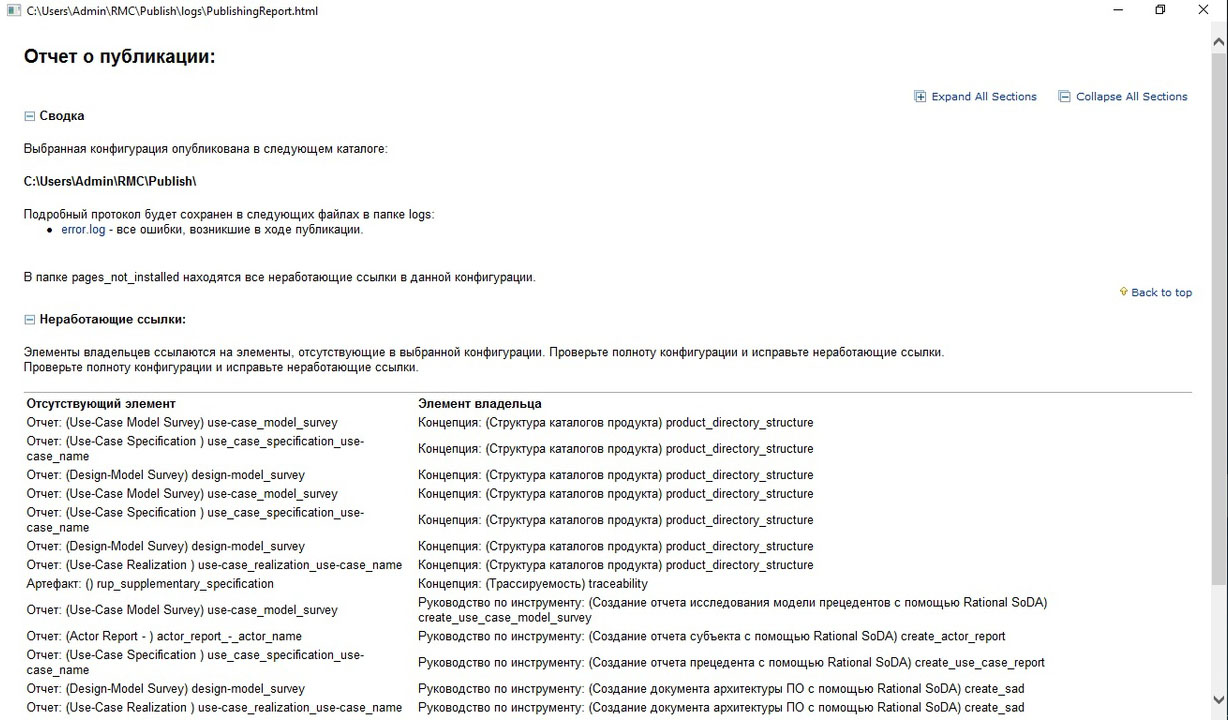 C:\Users\Admin\RMC\Publish\logs\PublishingReport.html
Отчет о публикации:
Expand All Sections Collapse All Sections
Сводка
Выбранная конфигурация опубликована в следующем каталоге:
C:\Users\Admin\RMC\Publish\
Подробный протокол будет сохранен в следующих файлах в папке logs:
• error.log - все ошибки, возникшие в ходе публикации.
В папке pages_not_installed находятся все неработающие ссылки в данной конфигурации.
Back to top
Неработающие ссылки:
Элементы владельцев ссылаются на элементы, отсутствующие в выбранной конфигурации. Проверьте полноту конфигурации и исправьте неработающие ссылки.
Проверьте полноту конфигурации и исправьте неработающие ссылки.
Отсутствующий элемент Элемент владельца
Отчет: (Use-Case Model Survey) use-case_model_survey Концепция: (Структура каталогов продукта) product_directory_structure
Отчет: (Use-Case Specification ) use_case_specification_use-
case_name Концепция: (Структура каталогов продукта) product_directory_structure
Отчет: (Design-Model Survey) design-model_survey Концепция: (Структура каталогов продукта) product_directory_structure
Отчет: (Use-Case Model Survey) use-case_model_survey Концепция: (Структура каталогов продукта) product_directory_structure
Отчет: (Use-Case Specification ) use_case_specification_use-
case_name Концепция: (Структура каталогов продукта) product_directory_structure
Отчет: (Design-Model Survey) design-model_survey Концепция: (Структура каталогов продукта) product_directory_structure
Отчет: (Use-Case Realization ) use-case_realization_use-case_name Концепция: (Структура каталогов продукта) product_directory_structure
Артефакт: () rup_supplementary_specification Концепция: (Трассируемость) traceability
Отчет: (Use-Case Model Survey) use-case_model_survey Руководство по инструменту: (Создание отчета исследования модели прецедентов с помощью Rational SoDA)
create_use_case_model_survey
Отчет: (Actor Report - ) actor_report_-_actor_name Руководство по инструменту: (Создание отчета субъекта с помощью Rational SoDA) create_actor_report
Отчет: (Use-Case Specification ) use_case_specification_use-
case_name Руководство по инструменту: (Создание отчета прецедента с помощью Rational SoDA) create_use_case_report
Отчет: (Design-Model Survey) design-model_survey Руководство по инструменту: (Создание документа архитектуры ПО с помощью Rational SoDA) create_sad
Отчет: (Use-Case Realization ) use-case_realization_use-case_name Руководство по инструменту: (Создание документа архитектуры ПО с помощью Rational SoDA) create_sad